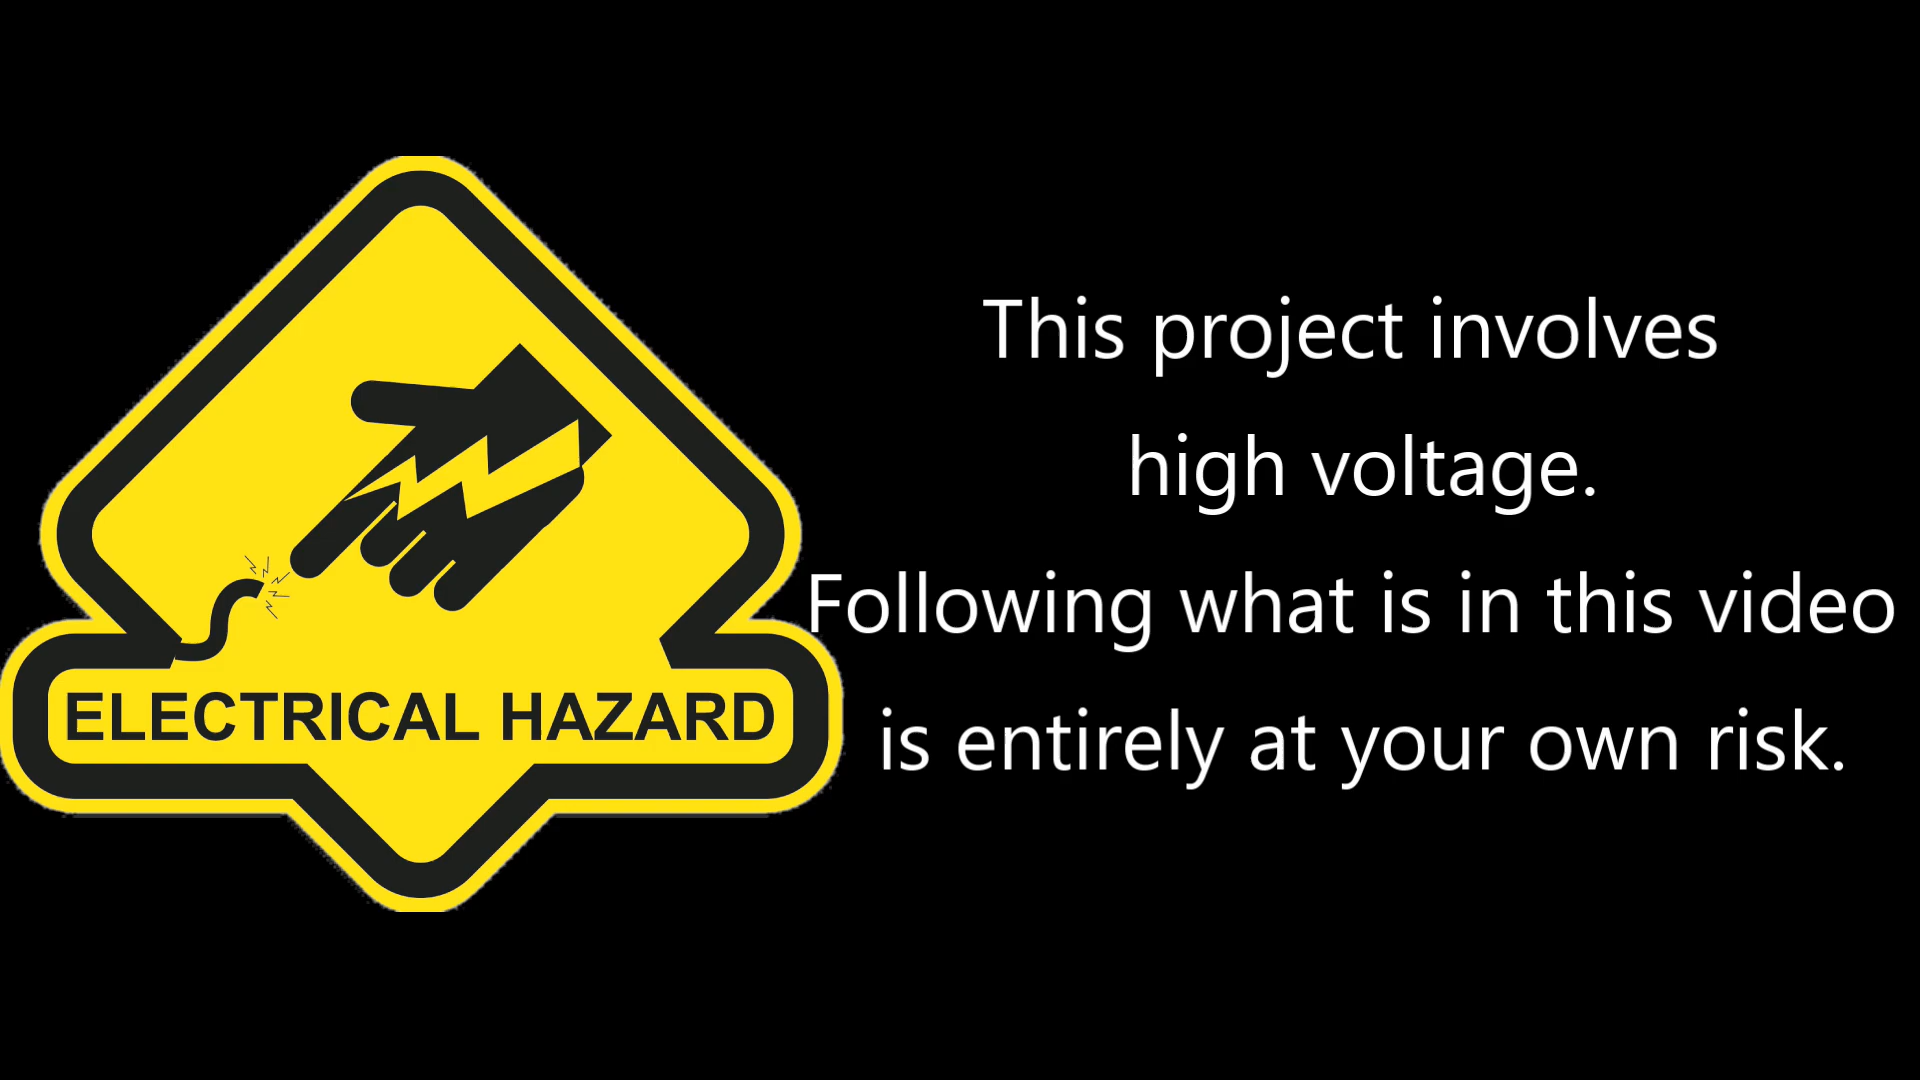 ELECTRICAL HAZARD
This project involves
high voltage.
Following what is in this video
is entirely at your own risk.